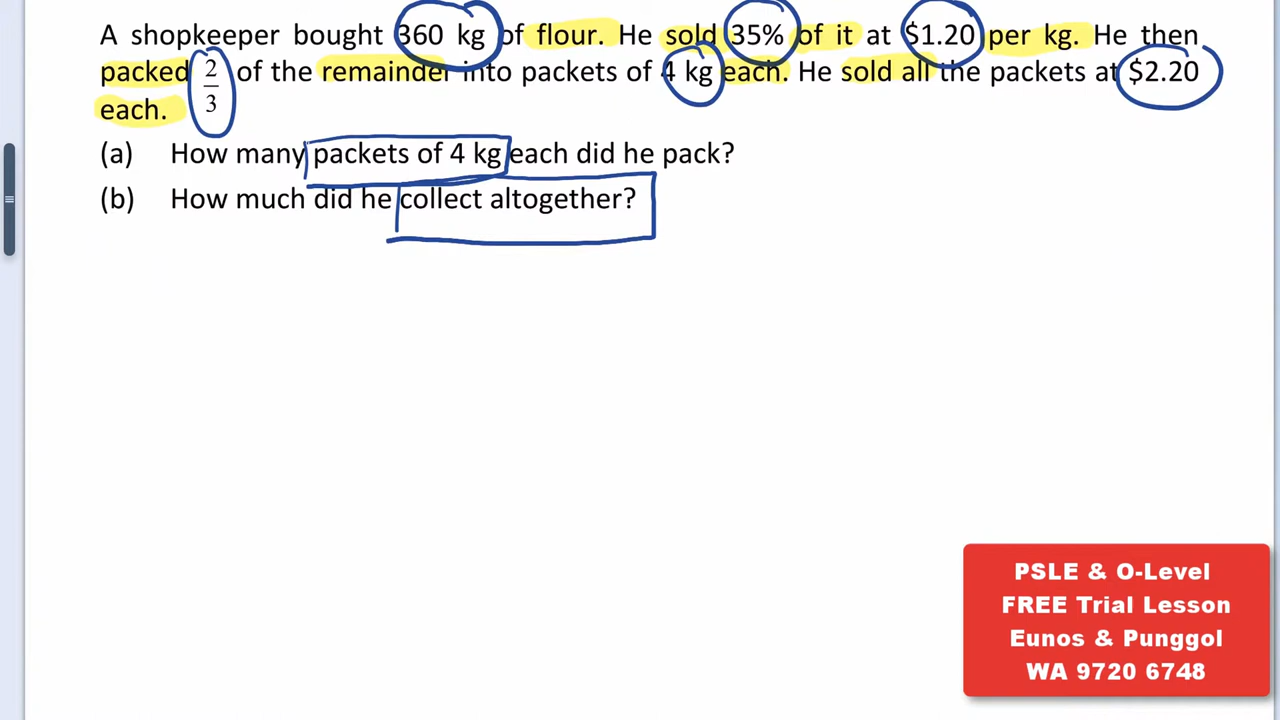 A shopkeeper bought 360 kg of flour. He sold 35% of it at $1.20 per kg. He then
packed 2/3 of the remainder into packets of 4 kg each. He sold all the packets at $2.20
each.
(a) How many packets of 4 kg each did he pack?
(b) How much did he collect altogether?
PSLE & O-Level
FREE Trial Lesson
Eunos & Punggol
WA 9720 6748